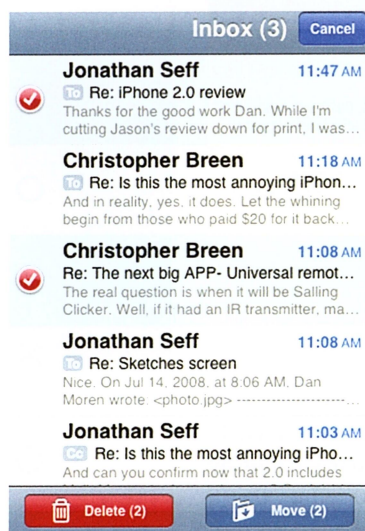 Inbox (3) Cancel
Jonathan Seff 11:47 AM
To Re: iPhone 2.0 review
Thanks for the good work Dan. While I'm
cutting Jason's review down for print, I was...
Christopher Breen 11:18 AM
To Re: Is this the most annoying iPhon...
And in reality, yes, it does. Let the whining
begin from those who paid $20 for it back...
Christopher Breen 11:08 AM
Re: The next big APP- Universal remot...
The real question is when it will be Salling
Clicker. Well, if it had an IR transmitter, ma...
Jonathan Seff 11:08 AM
To Re: Sketches screen
Nice. On Jul 14, 2008, at 8:06 AM, Dan
Moren wrote: <photo.jpg> --------------------...
Jonathan Seff 11:03 AM
Cc Re: Is this the most annoying iPho...
And can you confirm now that 2.0 includes
Delete (2) Move (2)